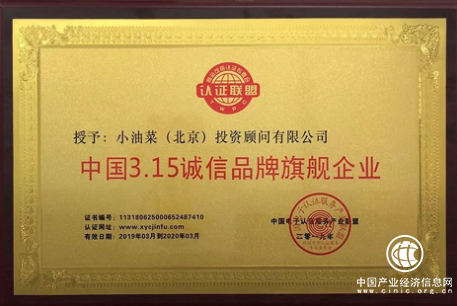 认证联盟
TWPC
授予：小油菜（北京）投资顾问有限公司
中国3.15诚信品牌旗舰企业
证书编号：113180625000652487410
认证网址：www.xycjinfu.com
有效日期：2019年03月到2020年03月
中国电子认证服务产业联盟
二零一九年
中国产业经济信息网
www.cinic.org.cn